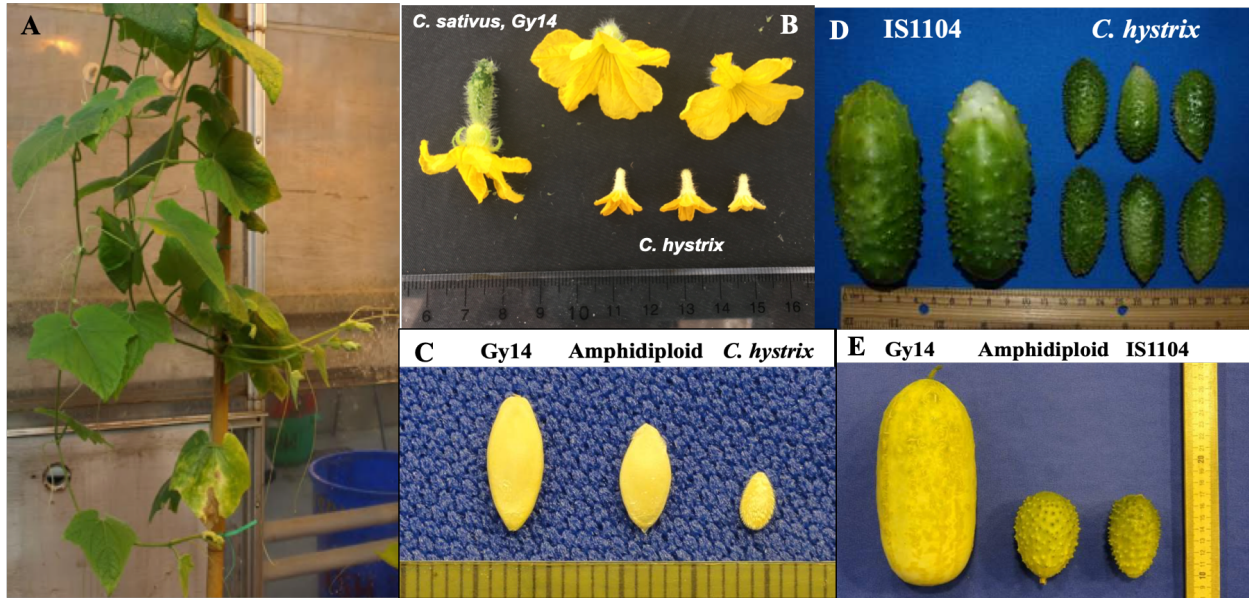 A
C. sativus, Gy14
B
C. hystrix
6 7 8 9 10 11 12 13 14 15 16
D
IS1104
C. hystrix
C
Gy14
Amphidiploid
C. hystrix
E
Gy14
Amphidiploid
IS1104